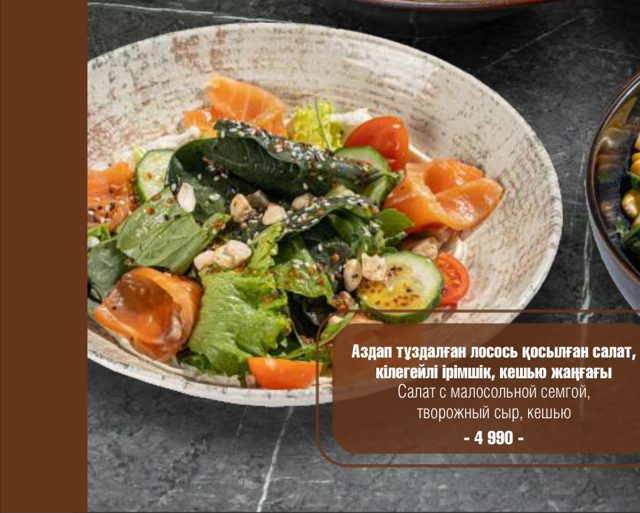 Аздап тұздалған лосось қосылған салат,
кілегейлі ірімшік, кешью жаңғағы
Салат с малосольной семгой,
творожный сыр, кешью
- 4 990 -